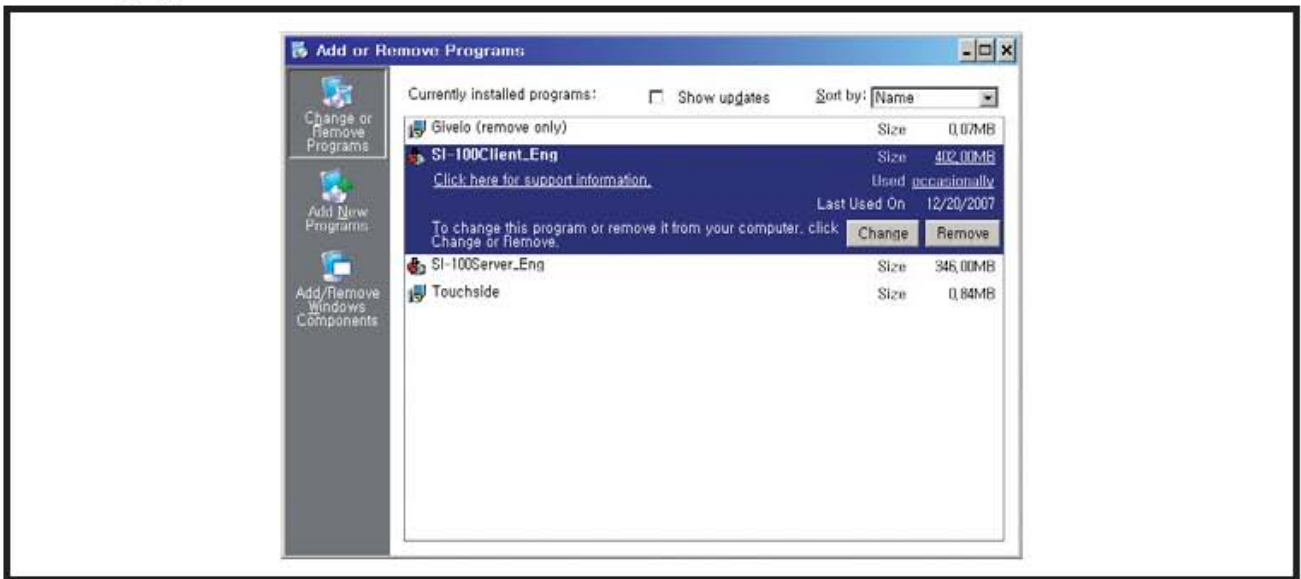 Add or Remove Programs
Change or
Remove
Programs
Add New
Programs
Add/Remove
Windows
Components
Currently installed programs:
Show updates
Sort by: Name
Givelo (remove only) Size 0,07MB
SI-100Client_Eng Size 402,00MB
Click here for support information, Used occasionally
Last Used On 12/20/2007
To change this program or remove it from your computer, click
Change or Remove,
Change Remove
SI-100Server_Eng Size 346,00MB
Touchside Size 0,84MB